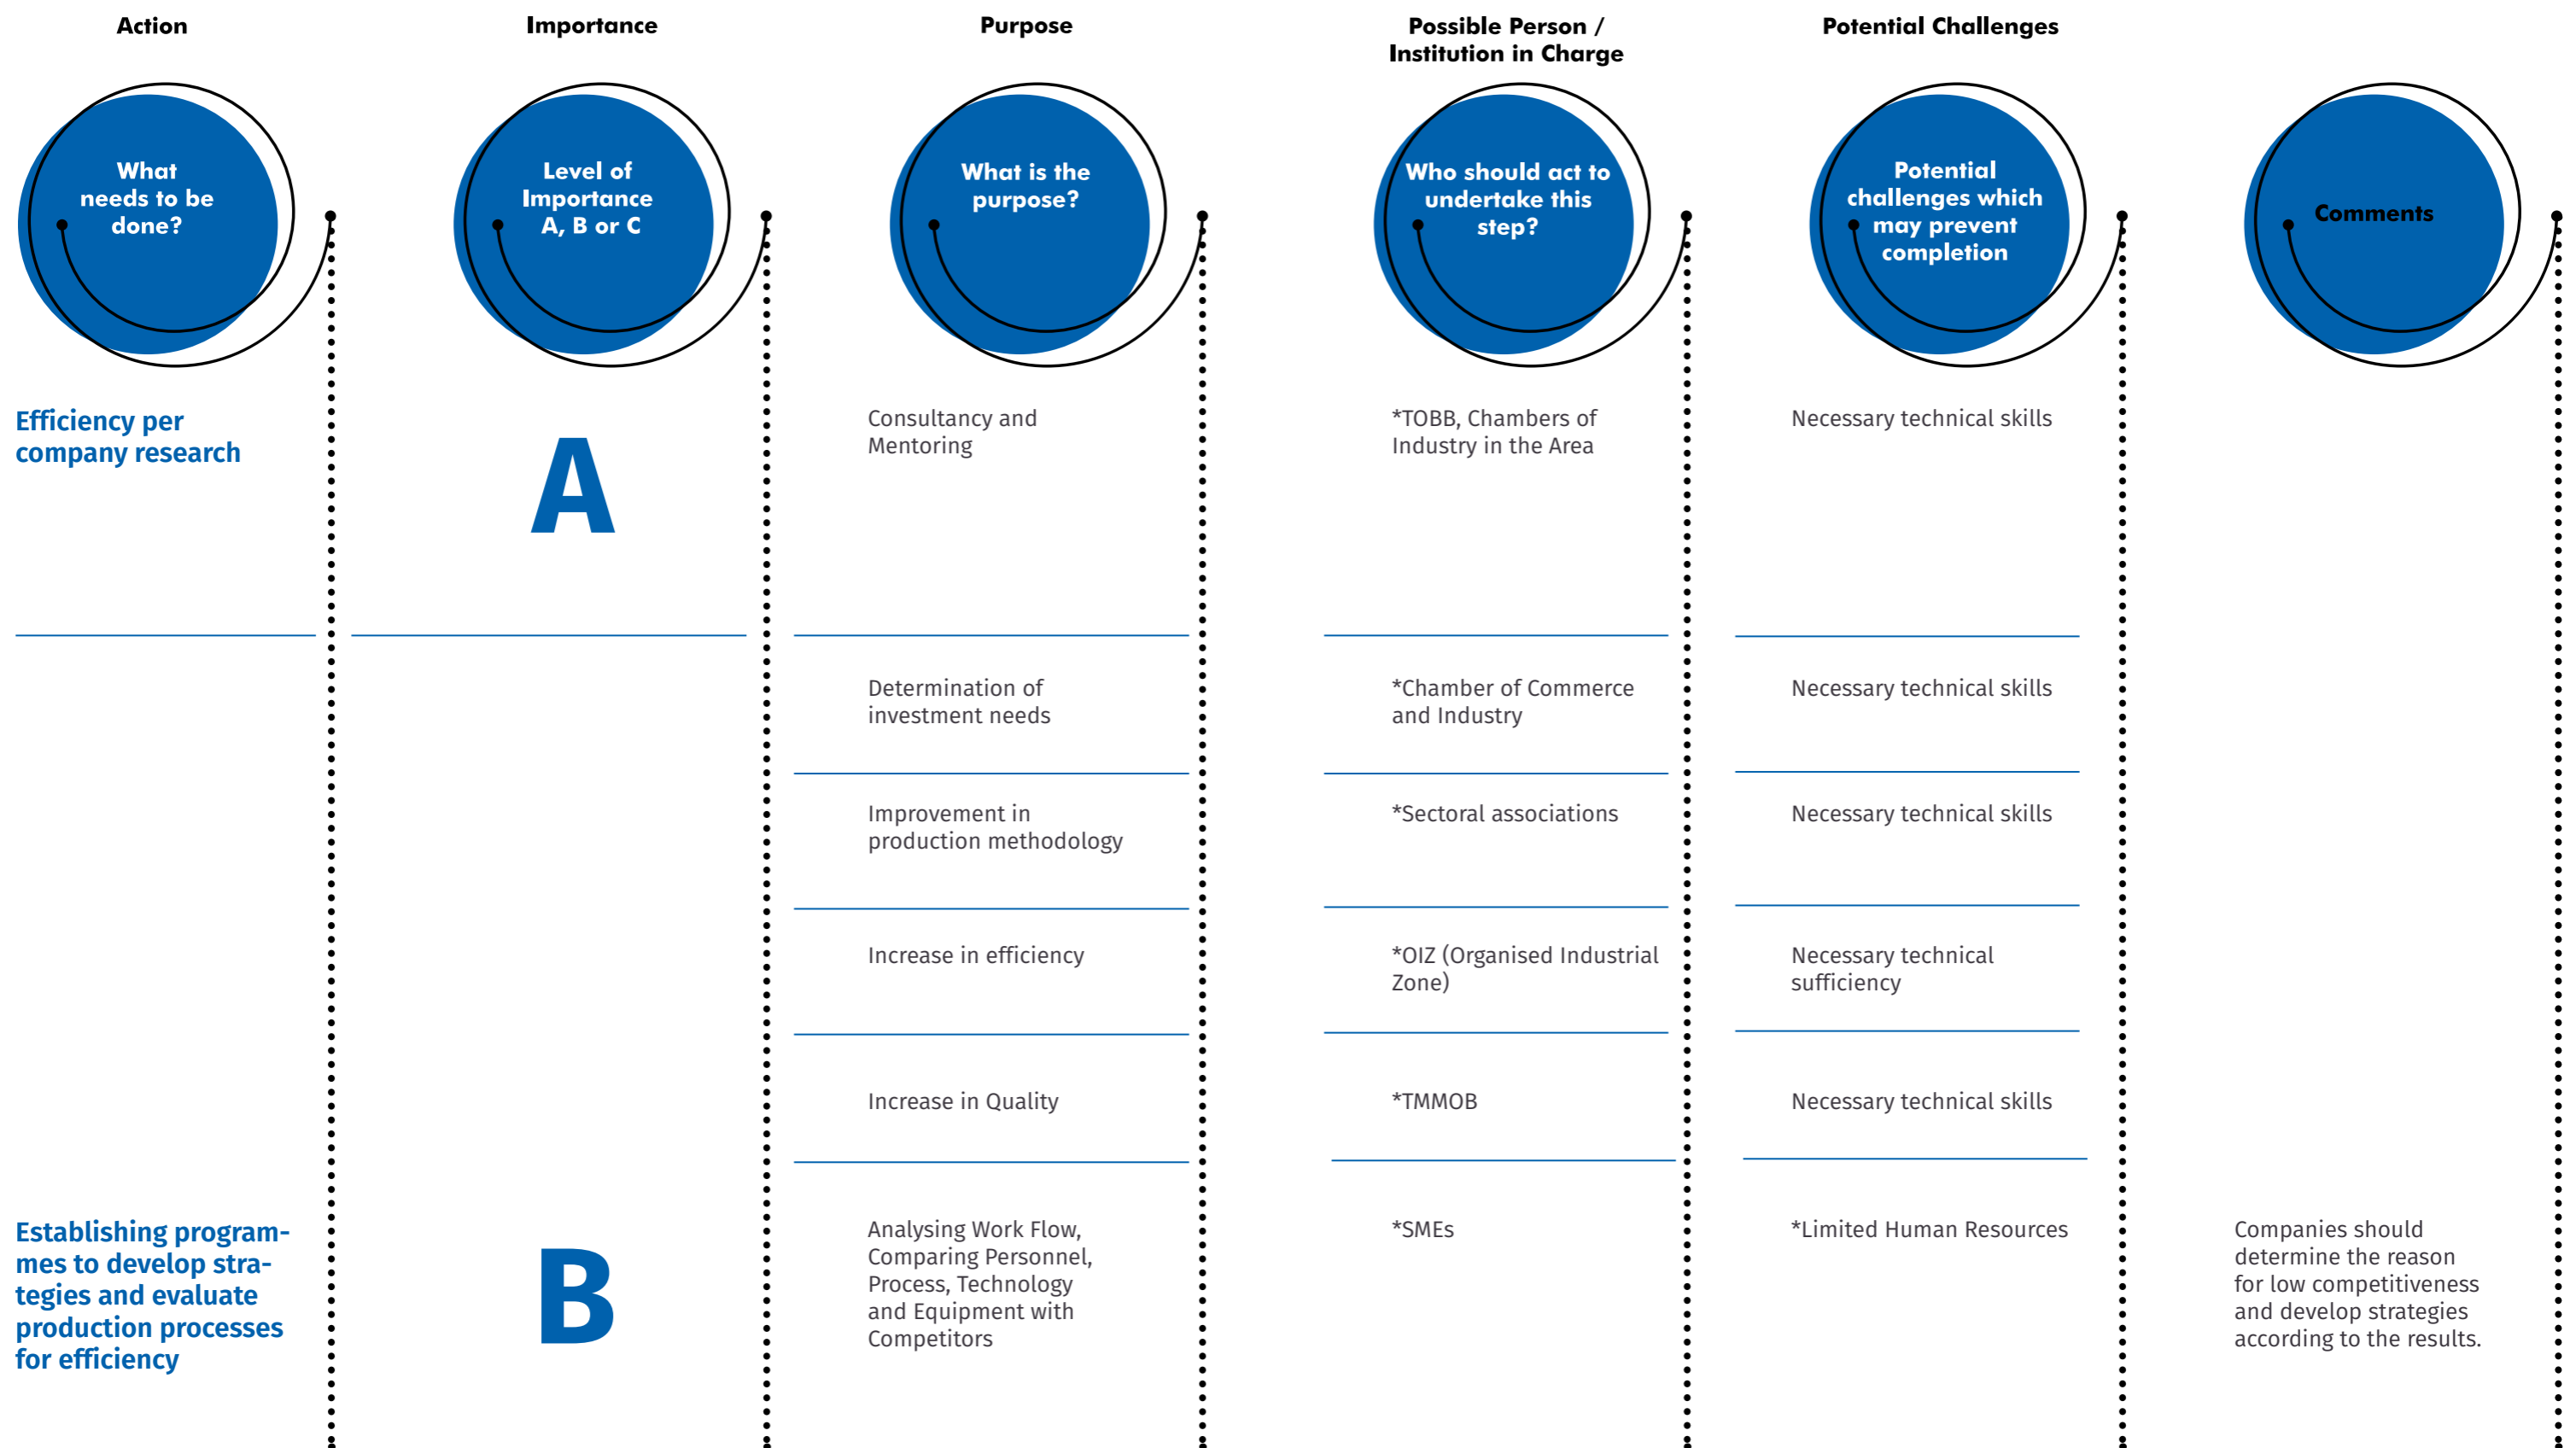 Action
Importance
Purpose
Possible Person /
Institution in Charge
Potential Challenges
What
needs to be
done?
Level of
Importance
A, B or C
What is the
purpose?
Who should act to
undertake this
step?
Potential
challenges which
may prevent
completion
Comments
Efficiency per
company research
A
Consultancy and
Mentoring
*TOBB, Chambers of
Industry in the Area
Necessary technical skills
Determination of
investment needs
*Chamber of Commerce
and Industry
Necessary technical skills
Improvement in
production methodology
*Sectoral associations
Necessary technical skills
Increase in efficiency
*OIZ (Organised Industrial
Zone)
Necessary technical
sufficiency
Increase in Quality
*TMMOB
Necessary technical skills
Establishing program-
mes to develop stra-
tegies and evaluate
production processes
for efficiency
B
Analysing Work Flow,
Comparing Personnel,
Process, Technology
and Equipment with
Competitors
*SMEs
*Limited Human Resources
Companies should
determine the reason
for low competitiveness
and develop strategies
according to the results.